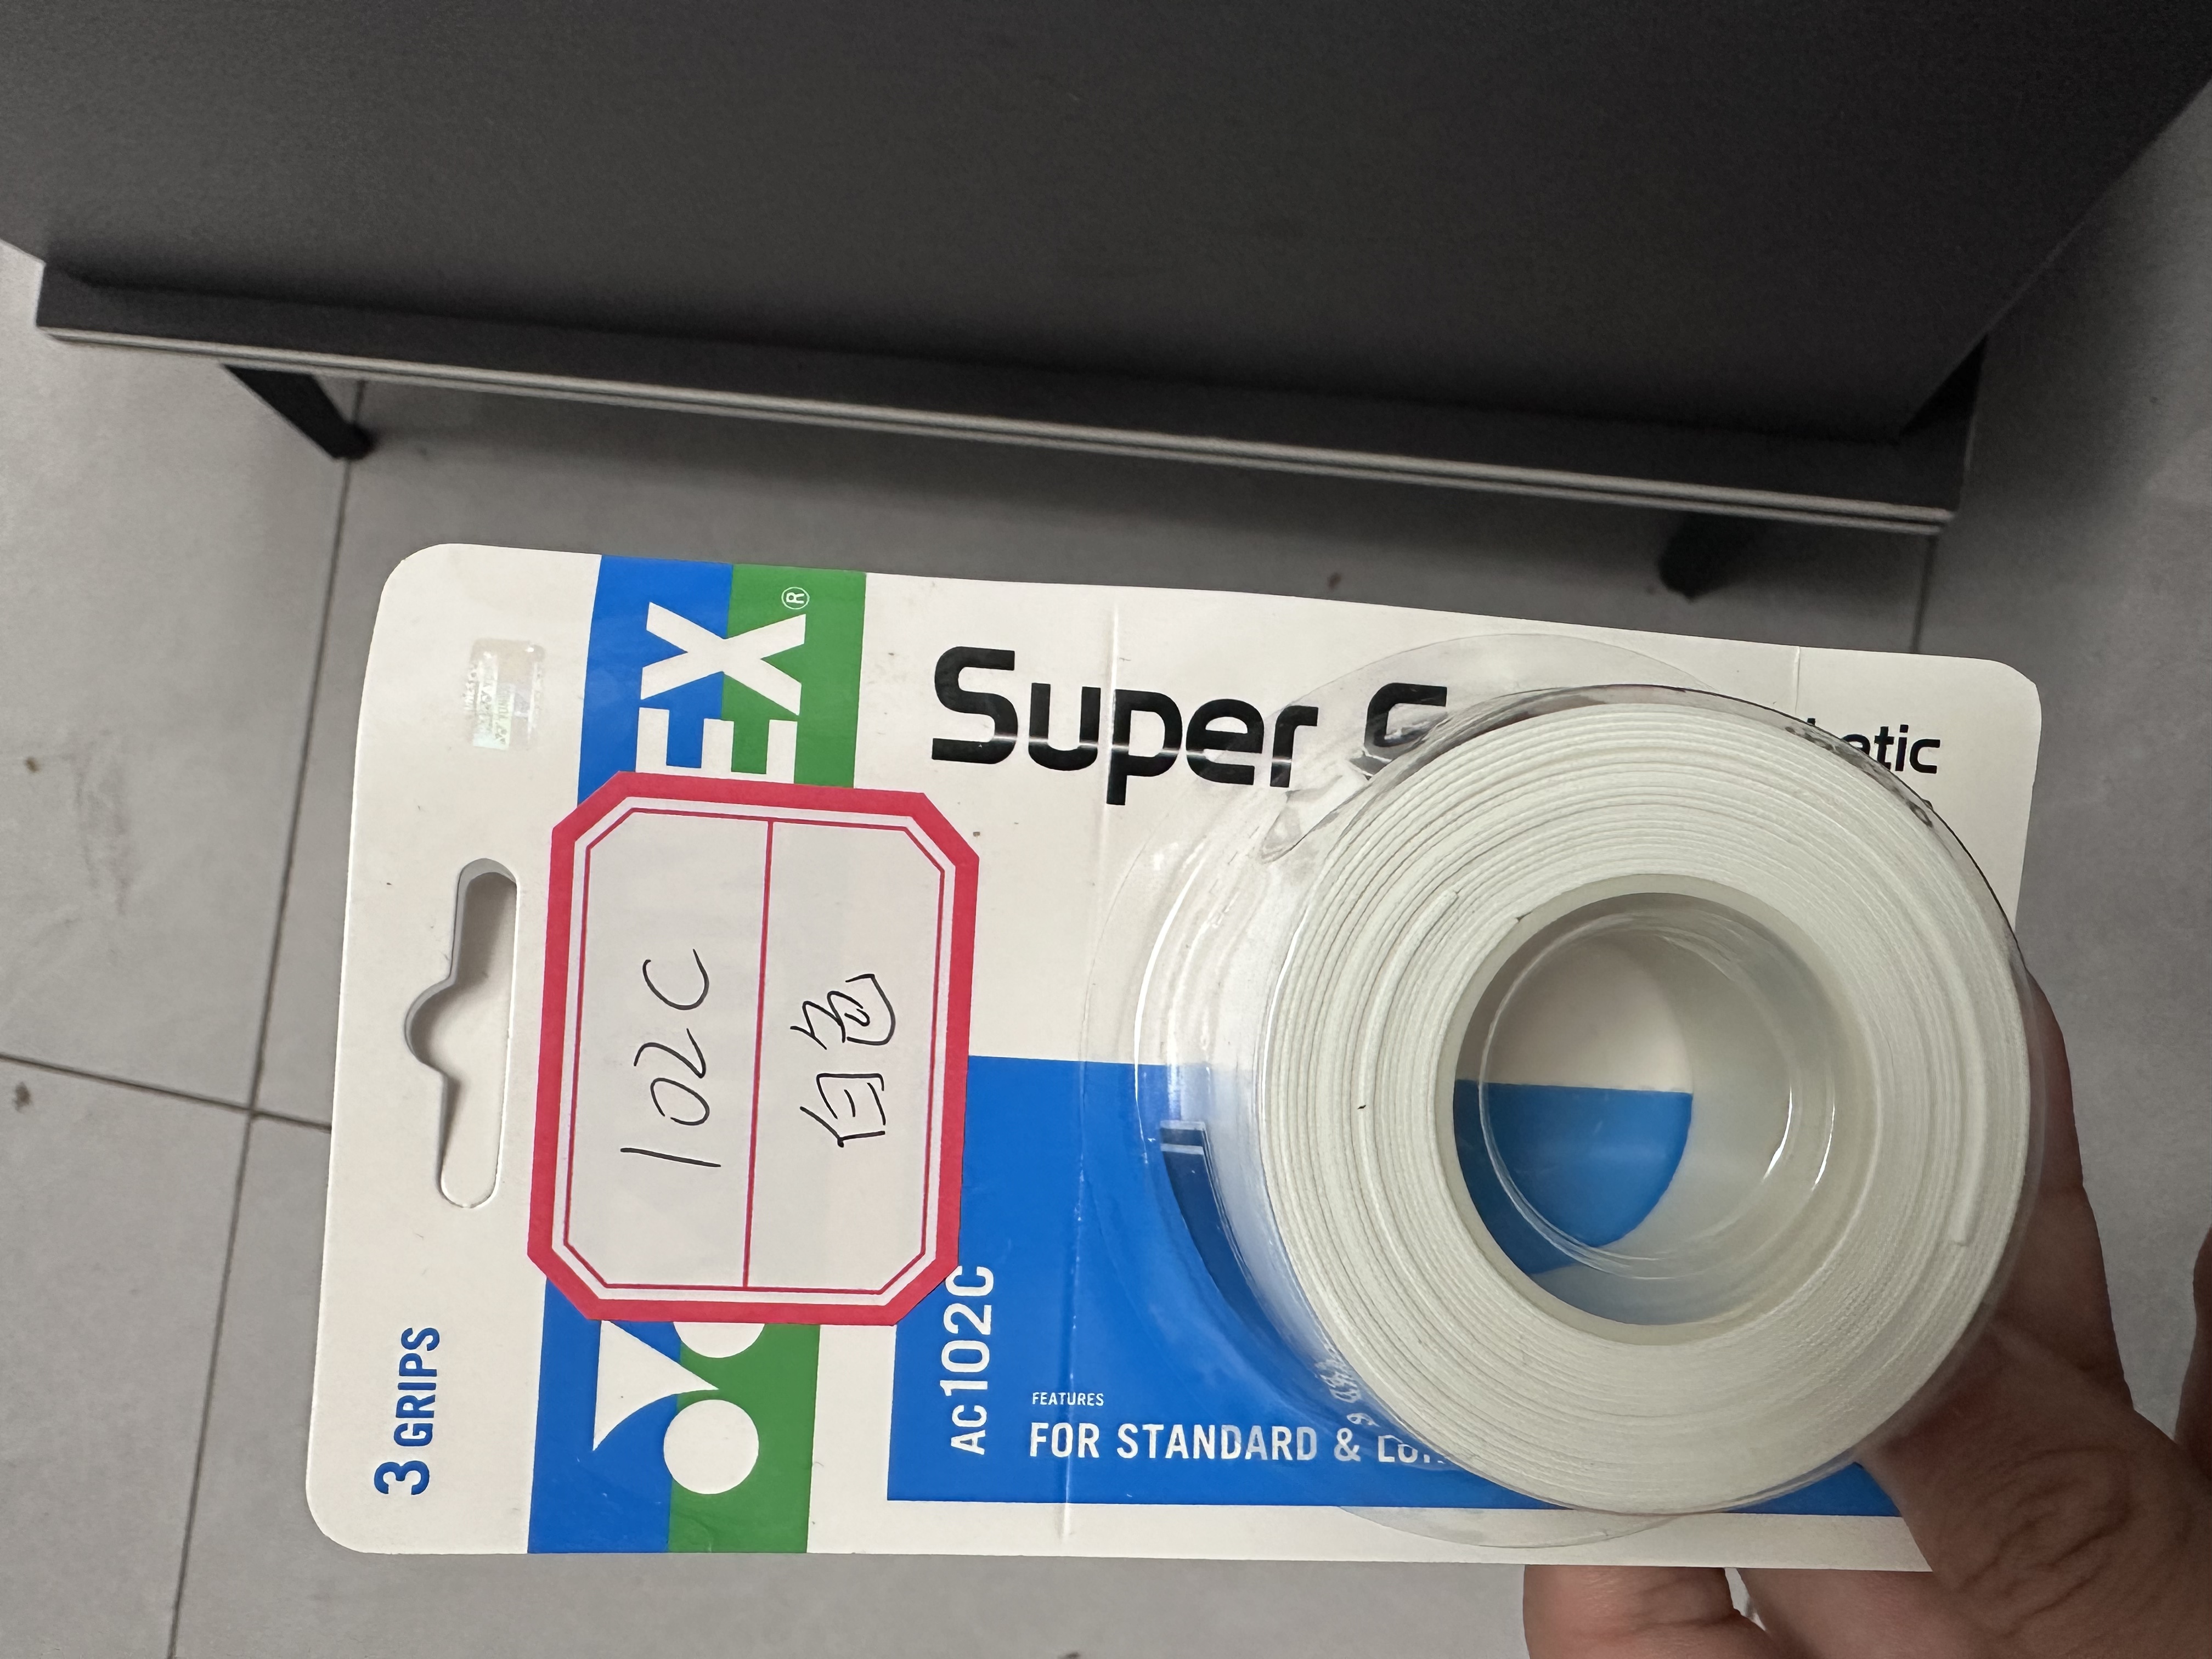 3 GRIPS
EX®
102C
白色
Super
AC102C
FEATURES
FOR STANDARD &